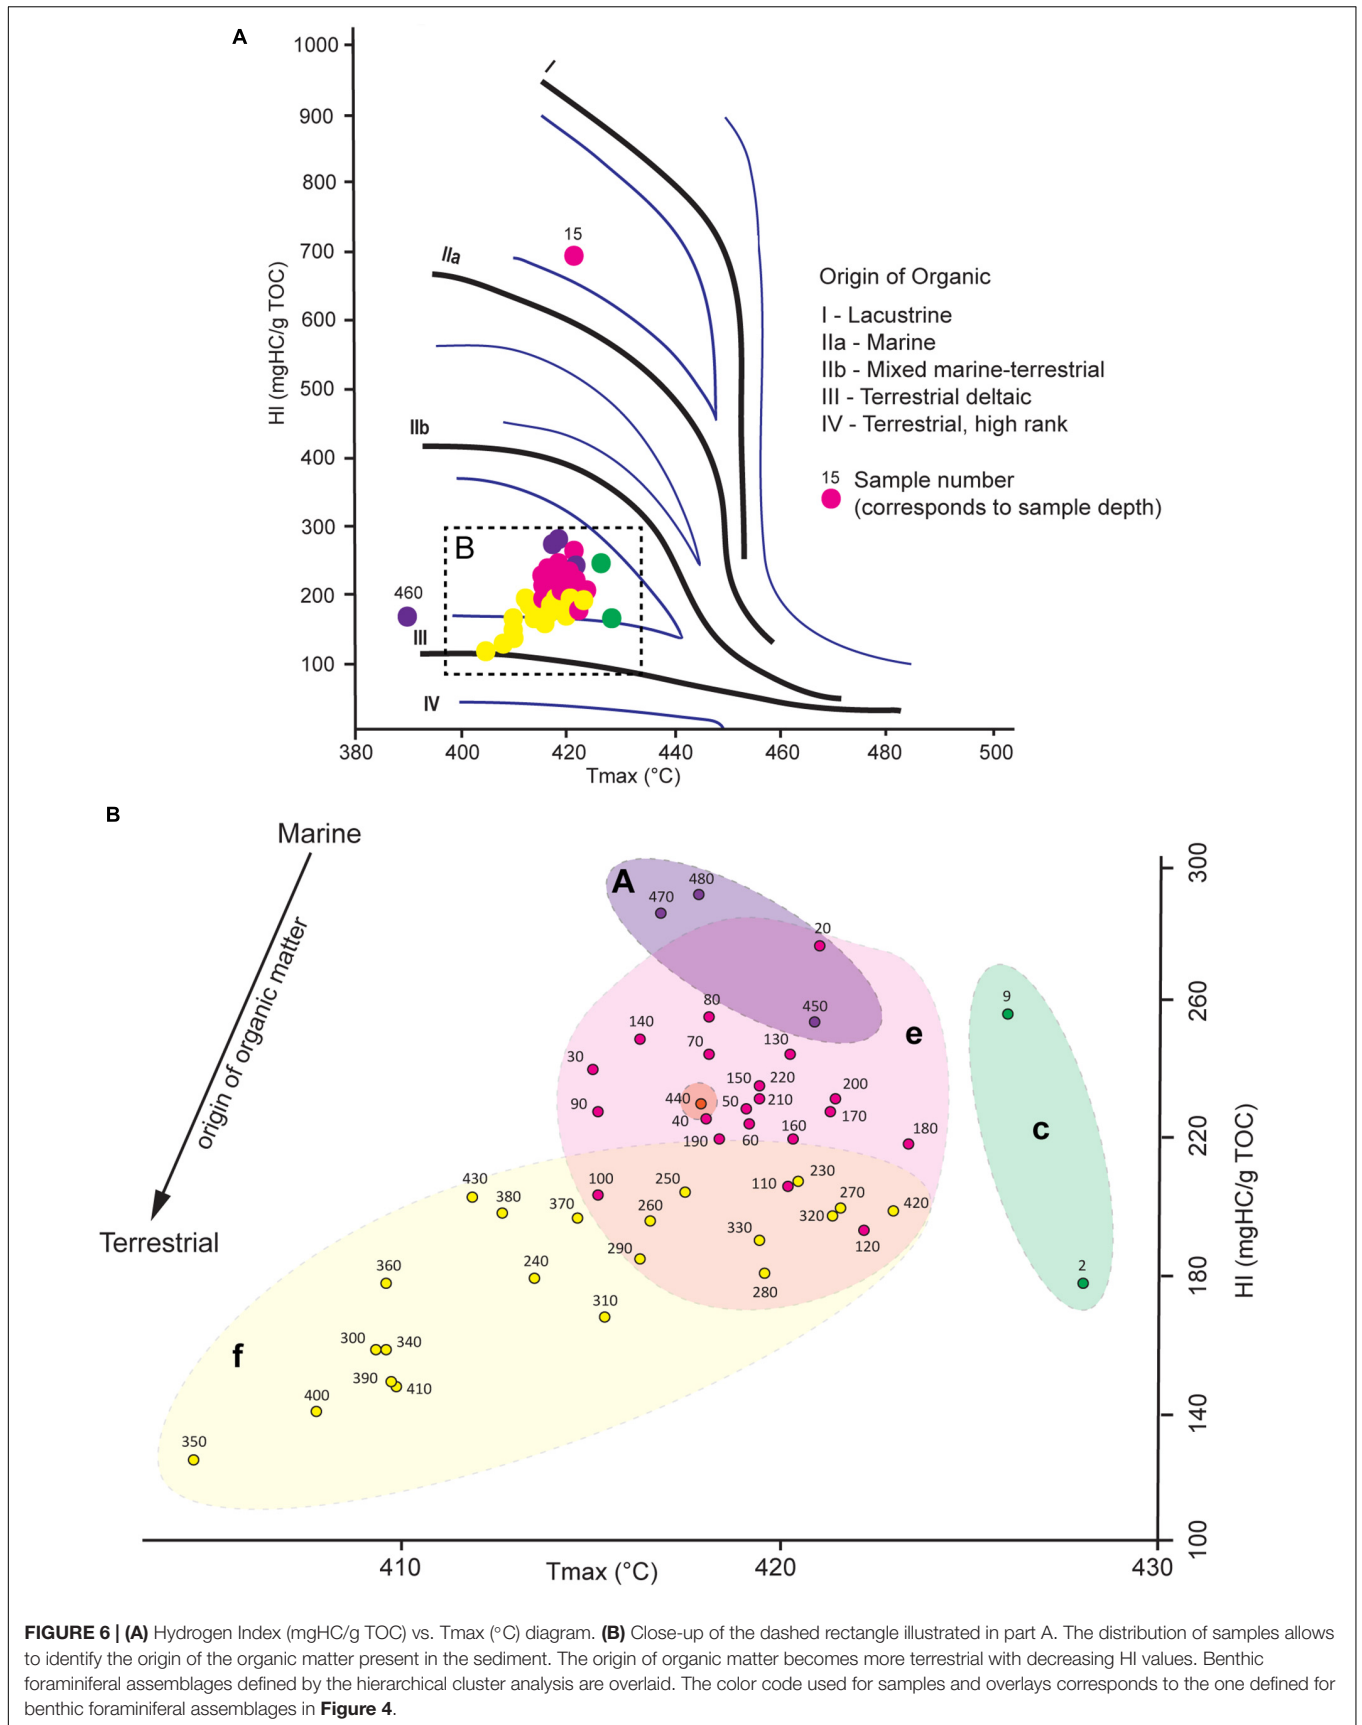 A
1000
900
800
700
600
500
400
300
200
100
HI (mgHC/g TOC)
I
IIa
IIb
III
IV
15
460
B
380
400
420
440
460
480
500
Tmax (°C)
Origin of Organic
I - Lacustrine
IIa - Marine
IIb - Mixed marine-terrestrial
III - Terrestrial deltaic
IV - Terrestrial, high rank
15 Sample number
(corresponds to sample depth)
B
Marine
origin of organic matter
Terrestrial
A
480
470
20
450
e
80
140
70
130
30
150
220
200
90
440
50
210
170
40
190
60
160
180
9
c
2
430
380
370
100
250
260
110
230
270
320
420
120
330
290
280
240
360
310
f
300
340
390
410
400
350
300
260
220
180
140
100
HI (mgHC/g TOC)
410
420
430
Tmax (°C)
FIGURE 6 | (A) Hydrogen Index (mgHC/g TOC) vs. Tmax (°C) diagram. (B) Close-up of the dashed rectangle illustrated in part A. The distribution of samples allows
to identify the origin of the organic matter present in the sediment. The origin of organic matter becomes more terrestrial with decreasing HI values. Benthic
foraminiferal assemblages defined by the hierarchical cluster analysis are overlaid. The color code used for samples and overlays corresponds to the one defined for
benthic foraminiferal assemblages in Figure 4.